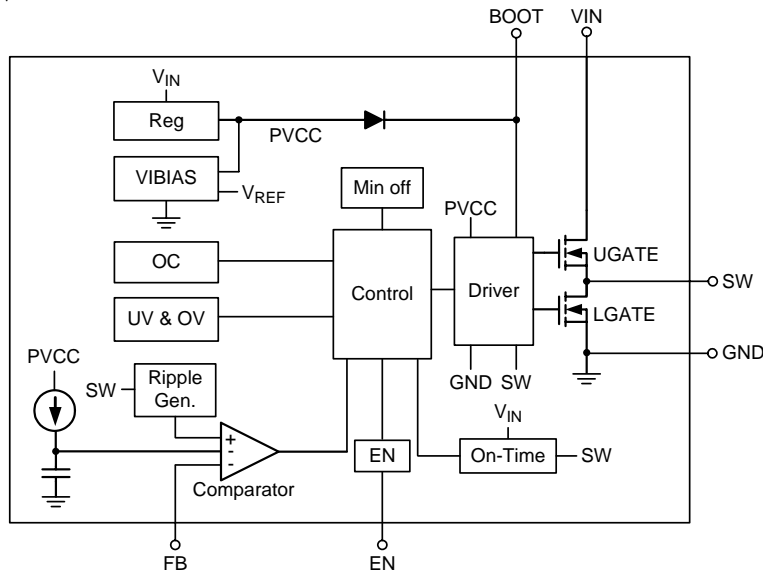 BOOT VIN
VIN
Reg
PVCC
VIBIAS
VREF
Min off
PVCC
OC
UGATE
SW
Control
Driver
UV & OV
LGATE
PVCC
GND
SW
Ripple
Gen.
GND SW
VIN
+
-
-
EN
On-Time
SW
Comparator
FB
EN